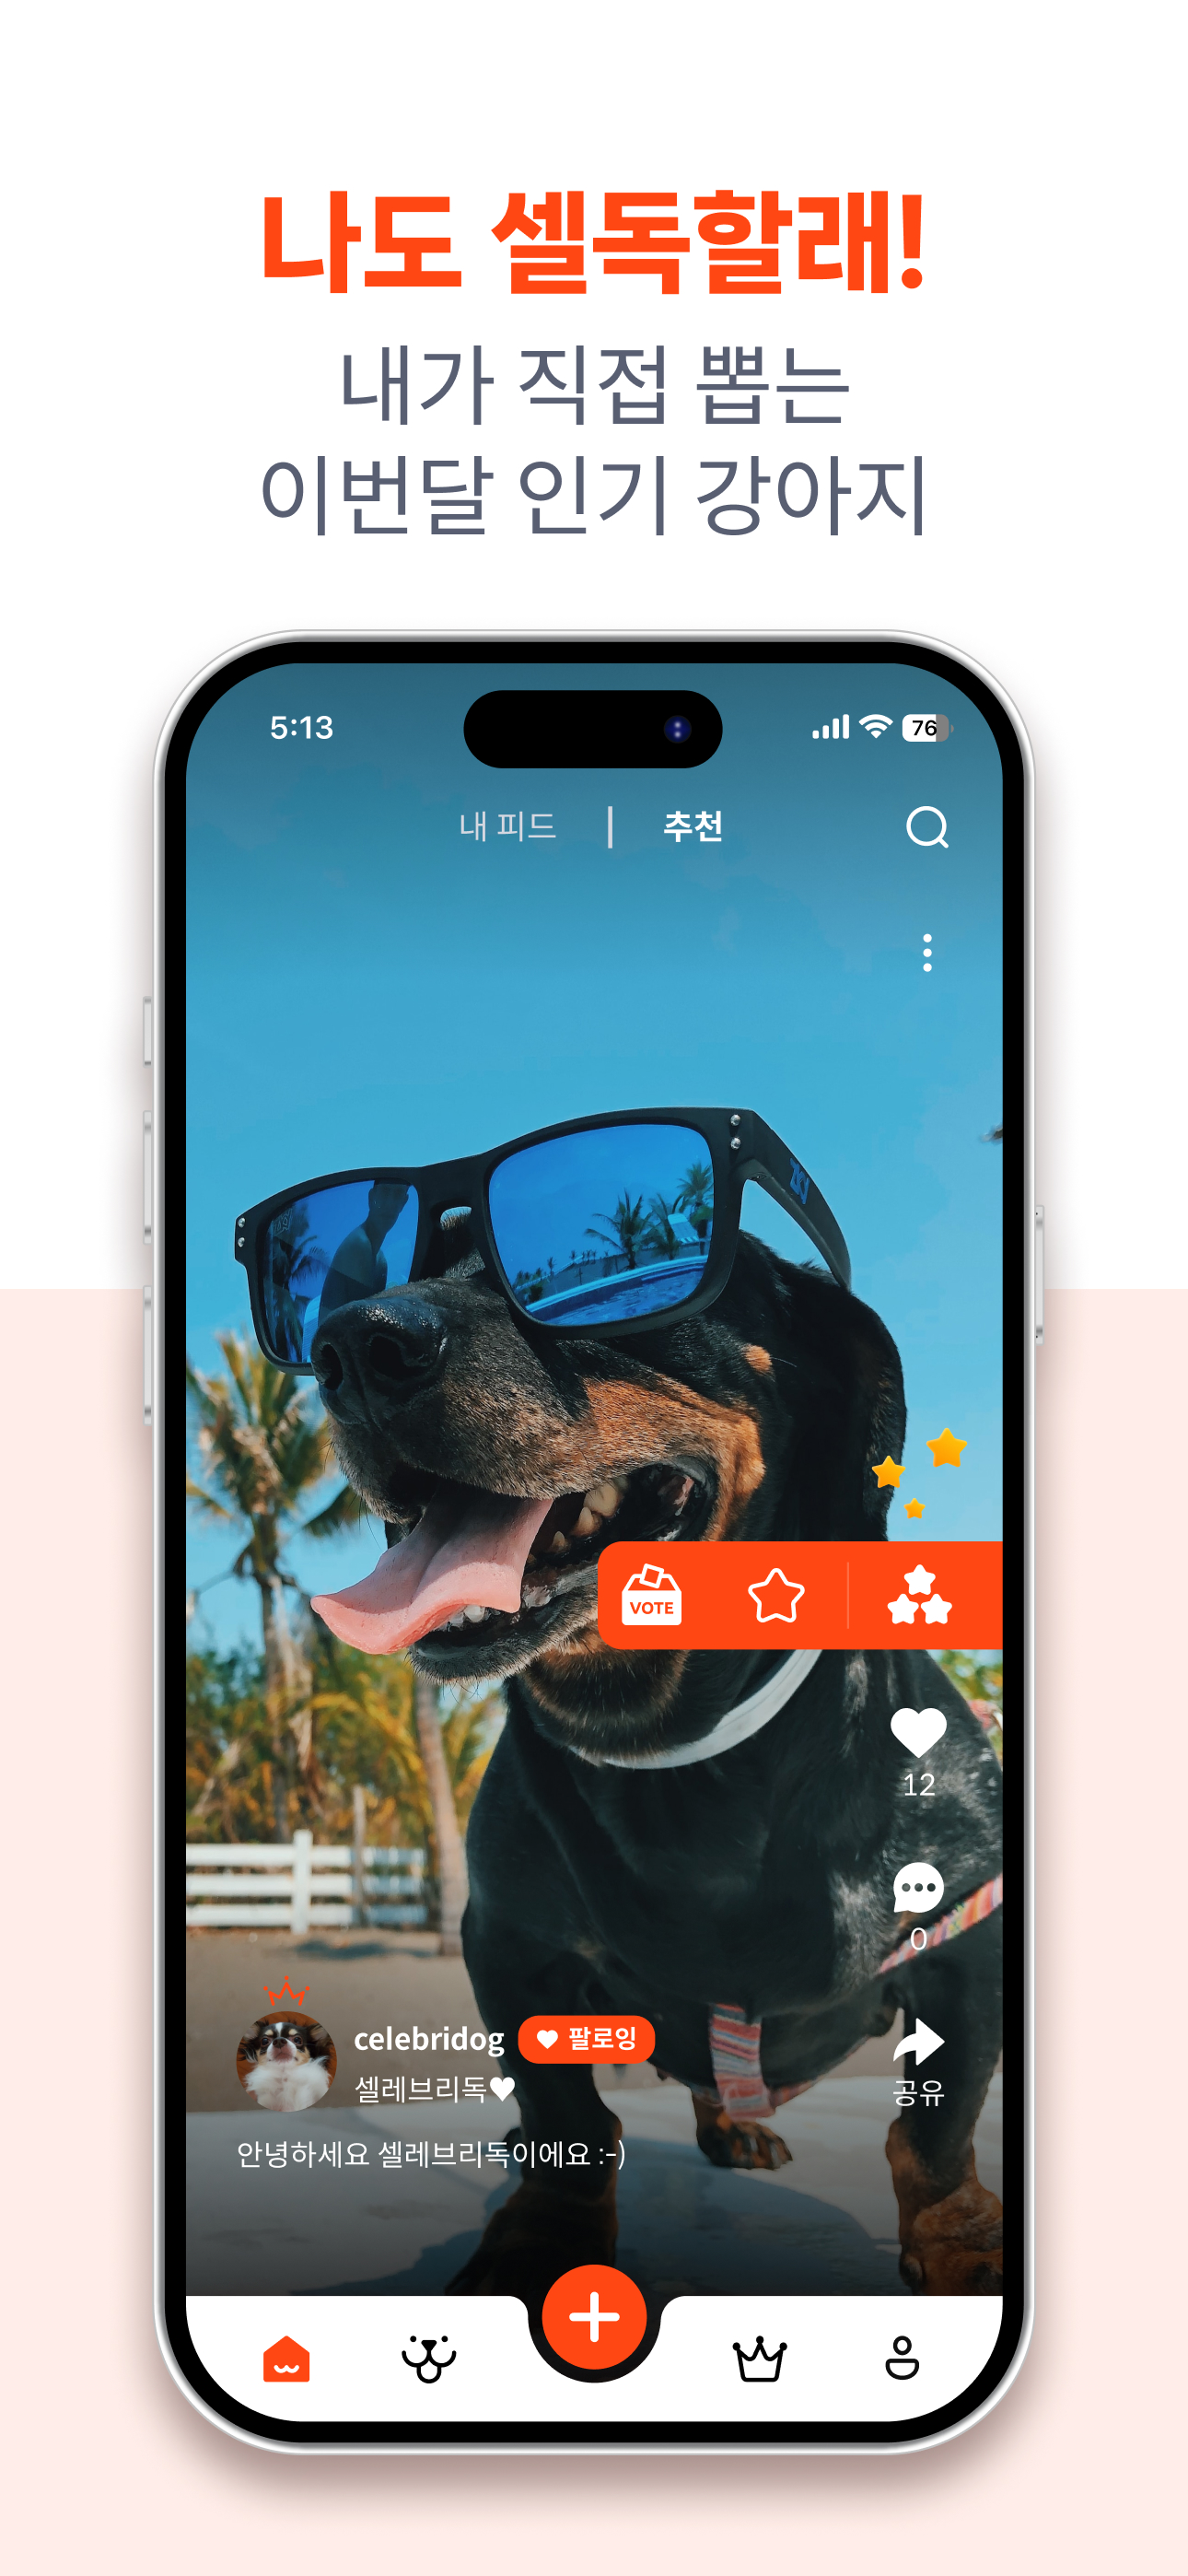 나도 셀독할래!
내가 직접 뽑는
이번달 인기 강아지
5:13
76
내 피드 | 추천
VOTE
12
0
celebridog 팔로잉
셀레브리독♥
공유
안녕하세요 셀레브리독이에요 :-)